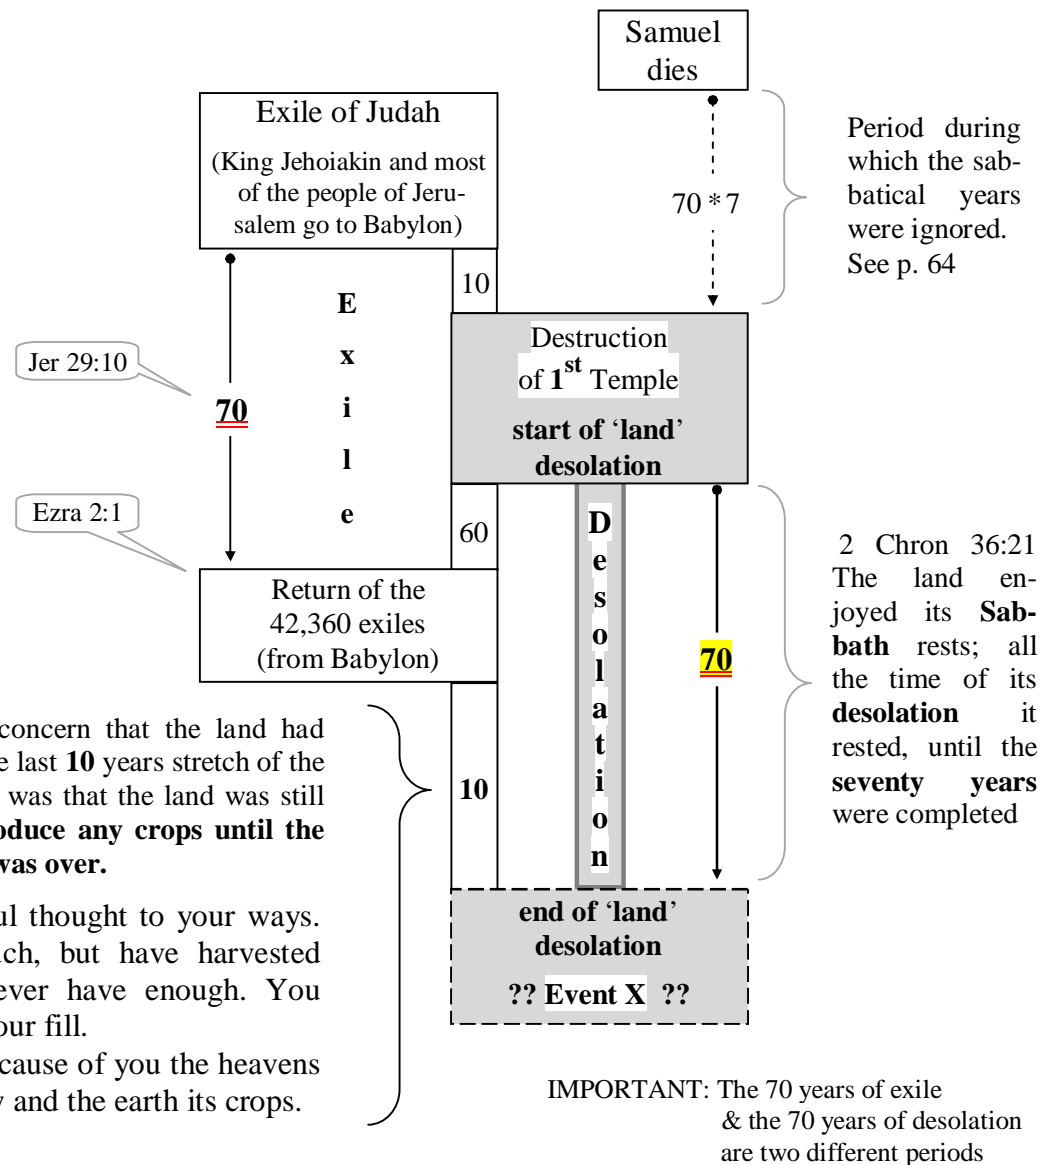 Samuel
dies
Exile of Judah
(King Jehoiakin and most
of the people of Jeru-
salem go to Babylon)
Period during
which the sab-
batical years
were ignored.
See p. 64
70 * 7
10
E
x
i
l
e
Jer 29:10
70
Destruction
of 1st Temple
start of ‘land’
desolation
Ezra 2:1
60
D
e
s
o
l
a
t
i
o
n
70
2 Chron 36:21
The land en-
joyed its Sab-
bath rests; all
the time of its
desolation it
rested, until the
seventy years
were completed
Return of the
42,360 exiles
(from Babylon)
concern that the land had
last 10 years stretch of the
was that the land was still
any crops until the
was over.
10
thought to your ways.
but have harvested
have enough. You
fill.
of you the heavens
and the earth its crops.
end of ‘land’
desolation
?? Event X ??
IMPORTANT: The 70 years of exile
& the 70 years of desolation
are two different periods